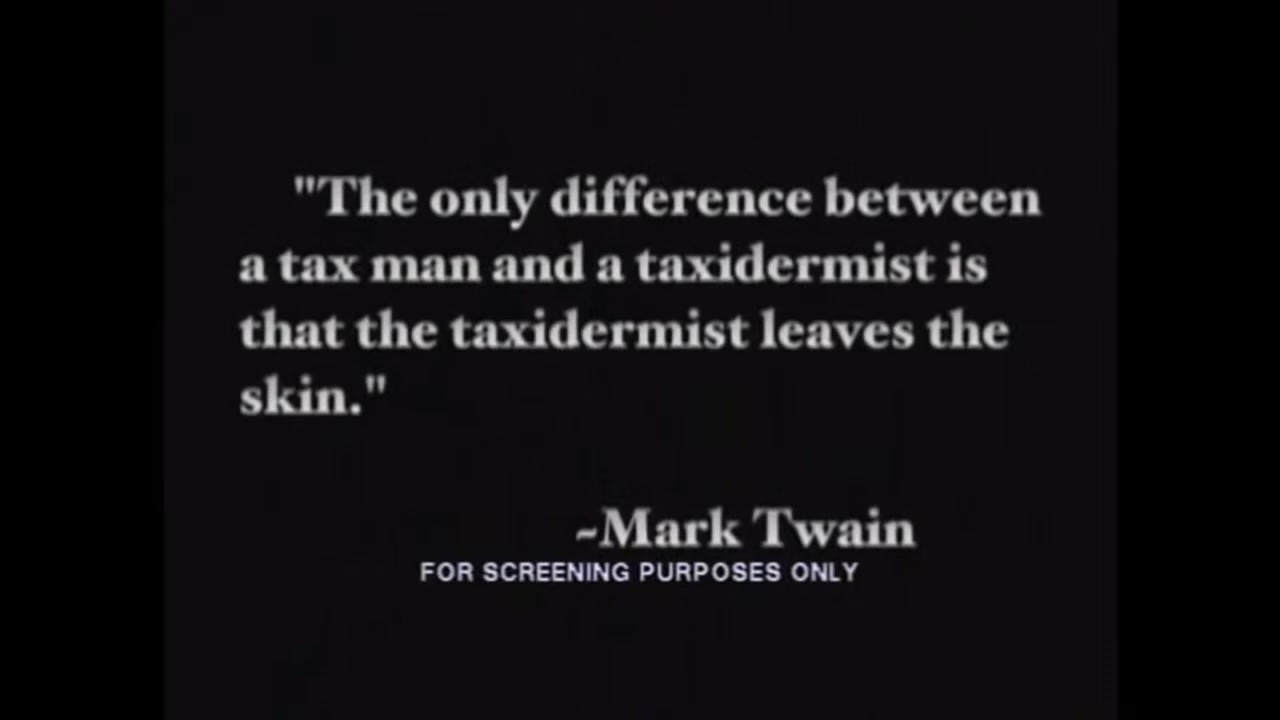 "The only difference between
a tax man and a taxidermist is
that the taxidermist leaves the
skin."
~Mark Twain
FOR SCREENING PURPOSES ONLY